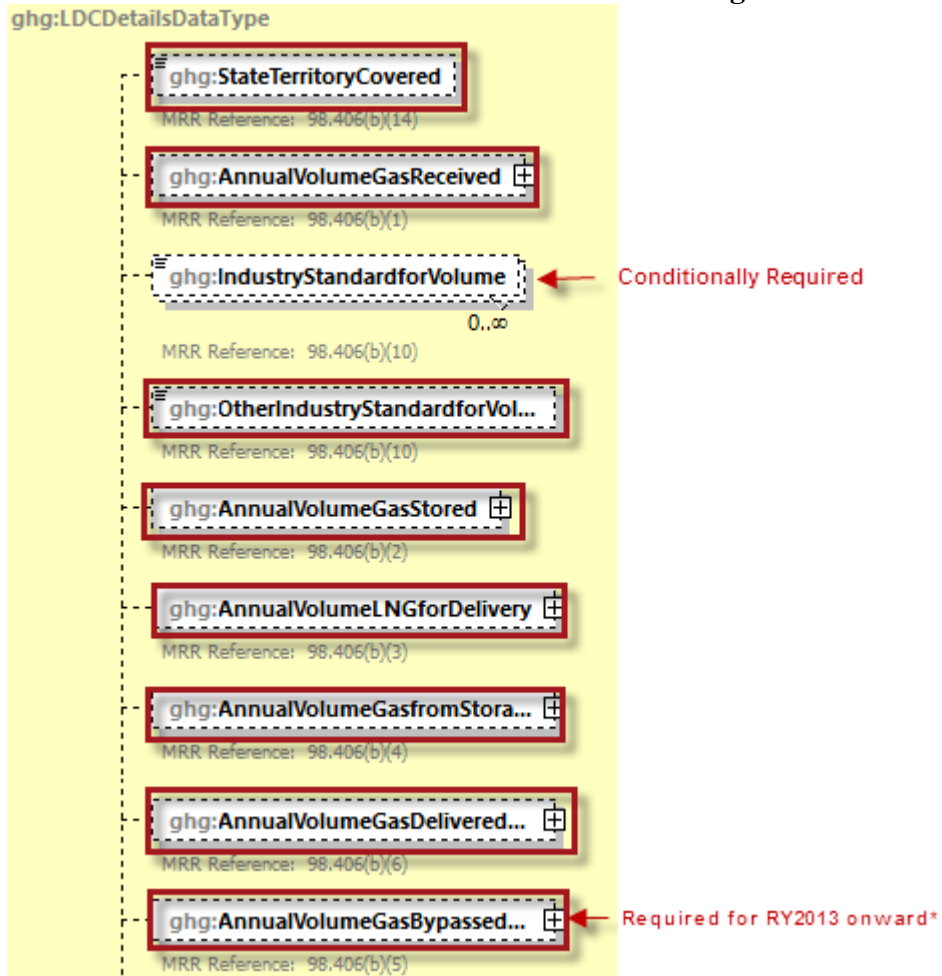 ghg:LDCDetailsDataType
ghg:StateTerritoryCovered
MRR Reference: 98.406(b)(14)
ghg:AnnualVolumeGasReceived
MRR Reference: 98.406(b)(1)
ghg:IndustryStandardforVolume
Conditionally Required
0..∞
MRR Reference: 98.406(b)(10)
ghg:OtherIndustryStandardforVol...
MRR Reference: 98.406(b)(10)
ghg:AnnualVolumeGasStored
MRR Reference: 98.406(b)(2)
ghg:AnnualVolumeLNGforDelivery
MRR Reference: 98.406(b)(3)
ghg:AnnualVolumeGasfromStora...
MRR Reference: 98.406(b)(4)
ghg:AnnualVolumeGasDelivered...
MRR Reference: 98.406(b)(6)
ghg:AnnualVolumeGasBypassed...
Required for RY2013 onward*
MRR Reference: 98.406(b)(5)